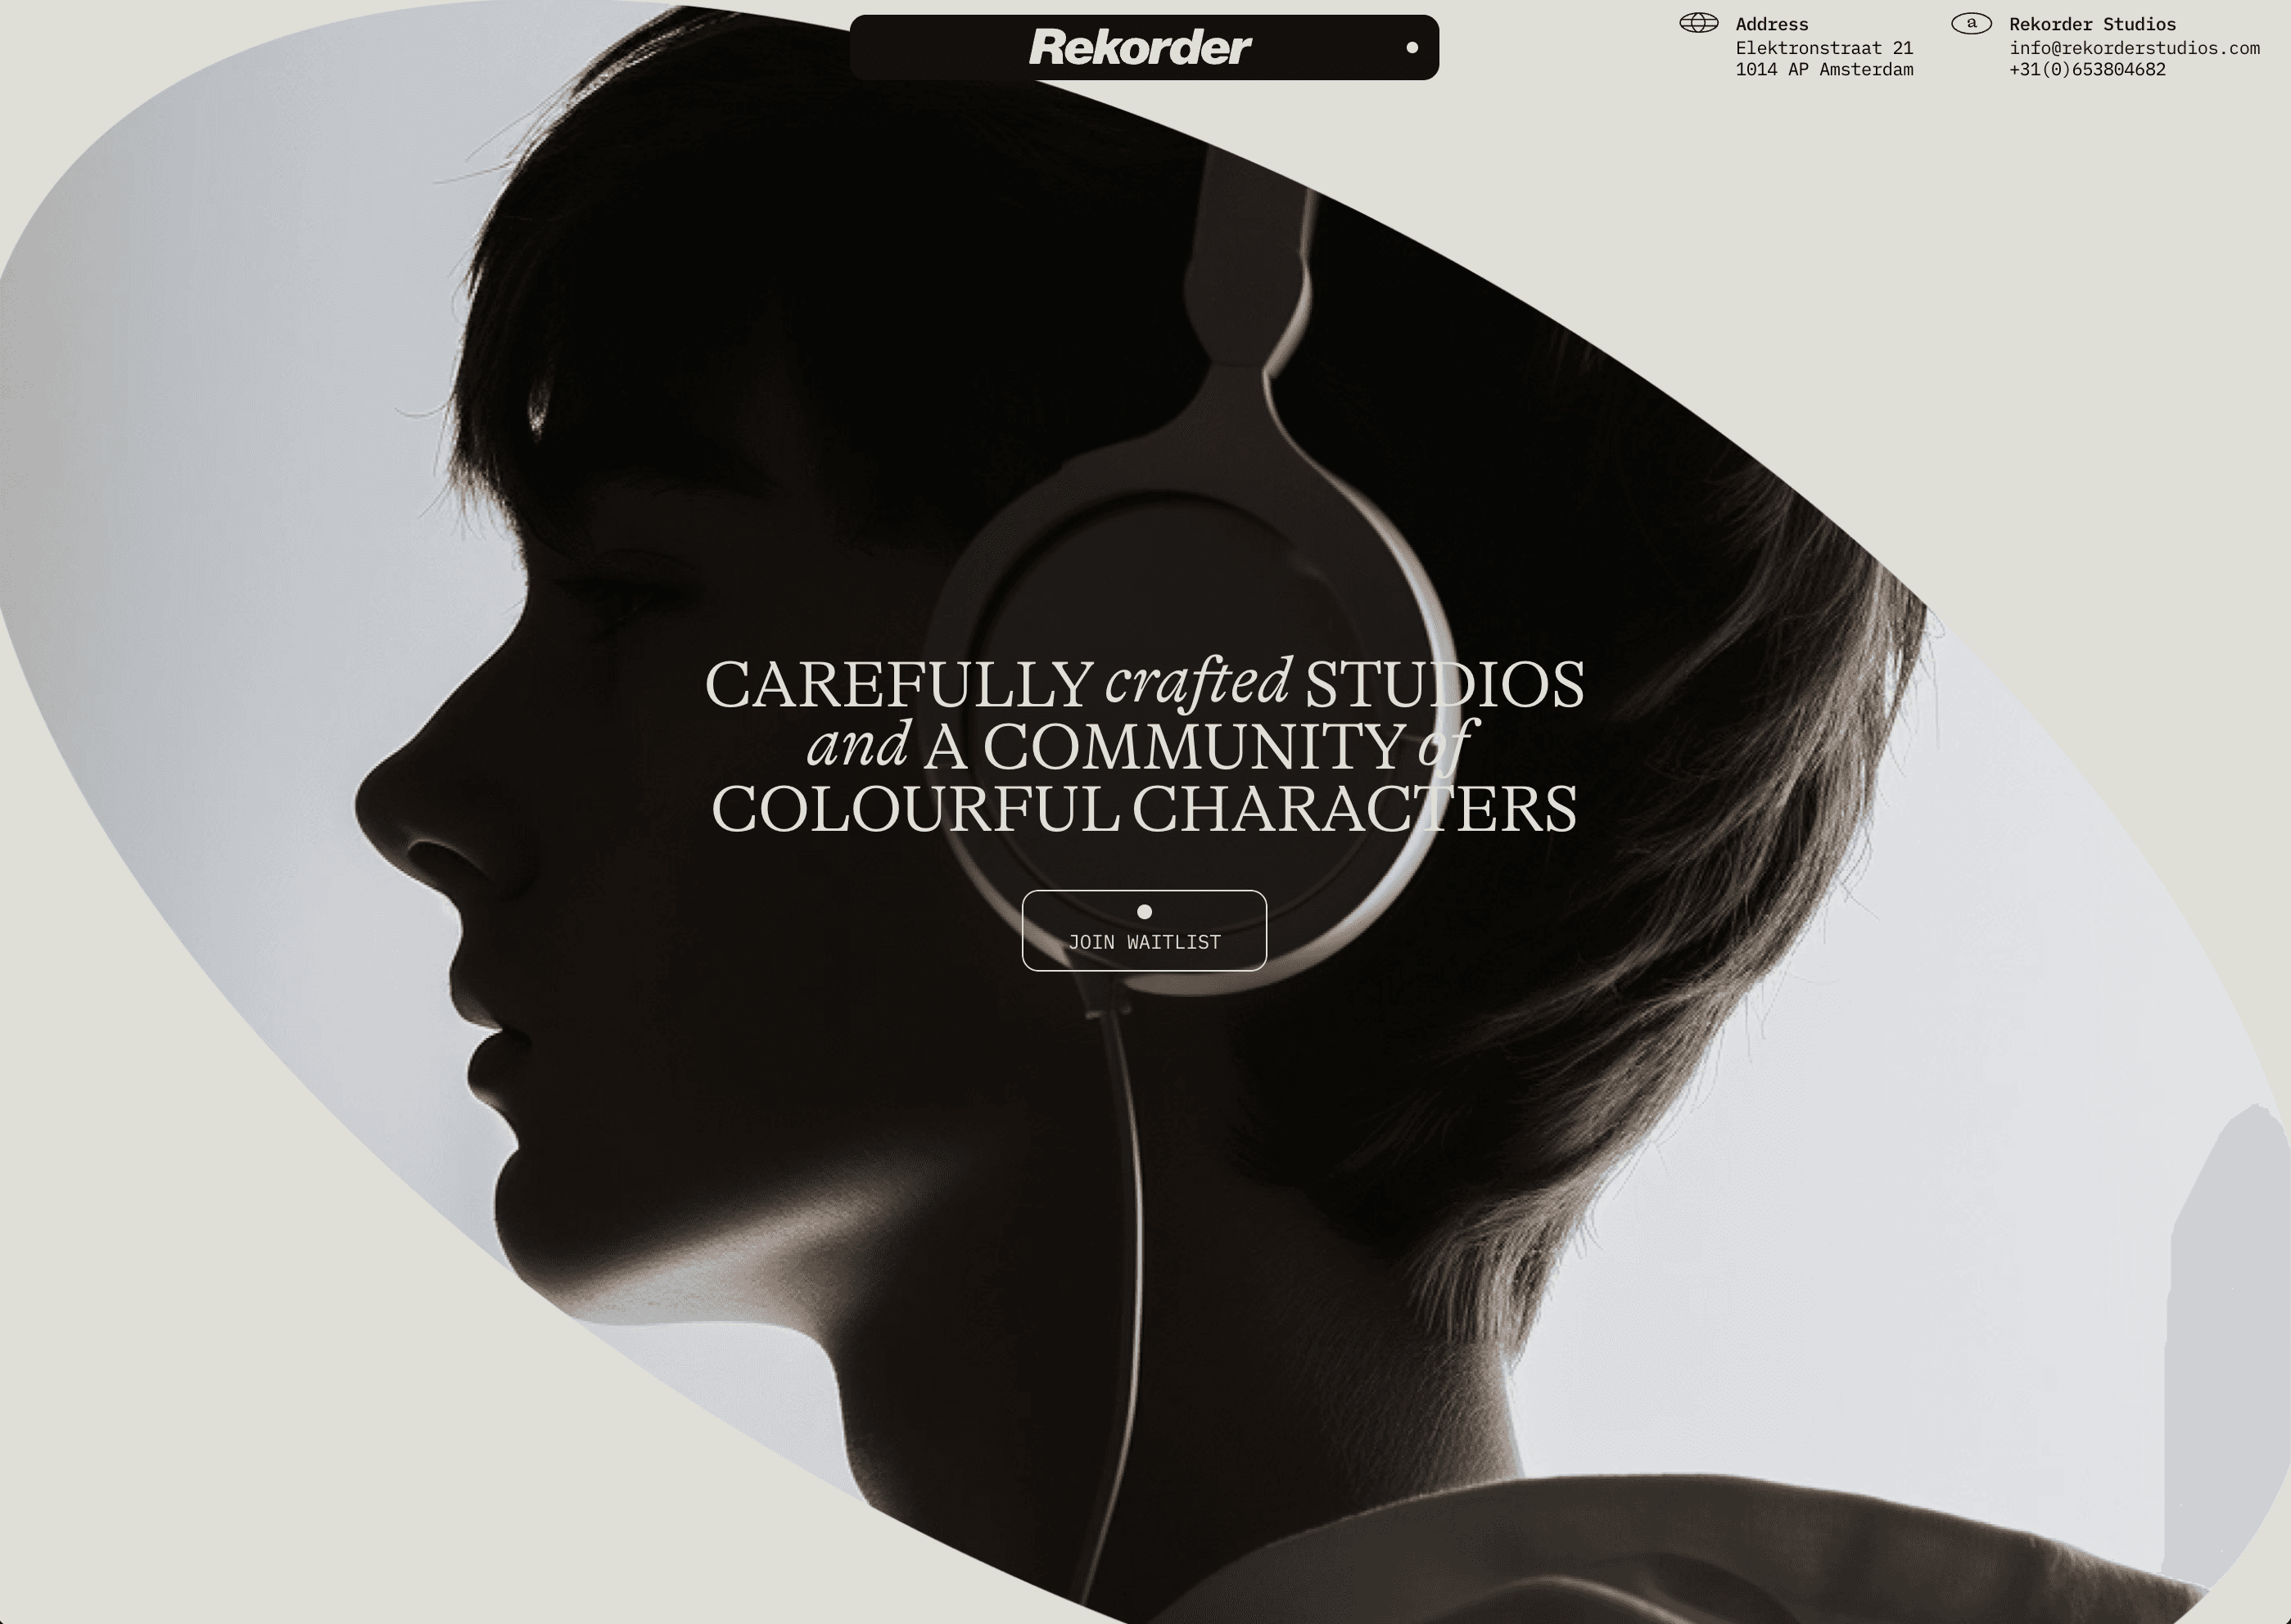 Rekorder
Address
Elektronstraat 21
1014 AP Amsterdam
a
Rekorder Studios
info@rekorderstudios.com
+31(0)653804682
CAREFULLY crafted STUDIOS
and A COMMUNITY of
COLOURFUL CHARACTERS
JOIN WAITLIST